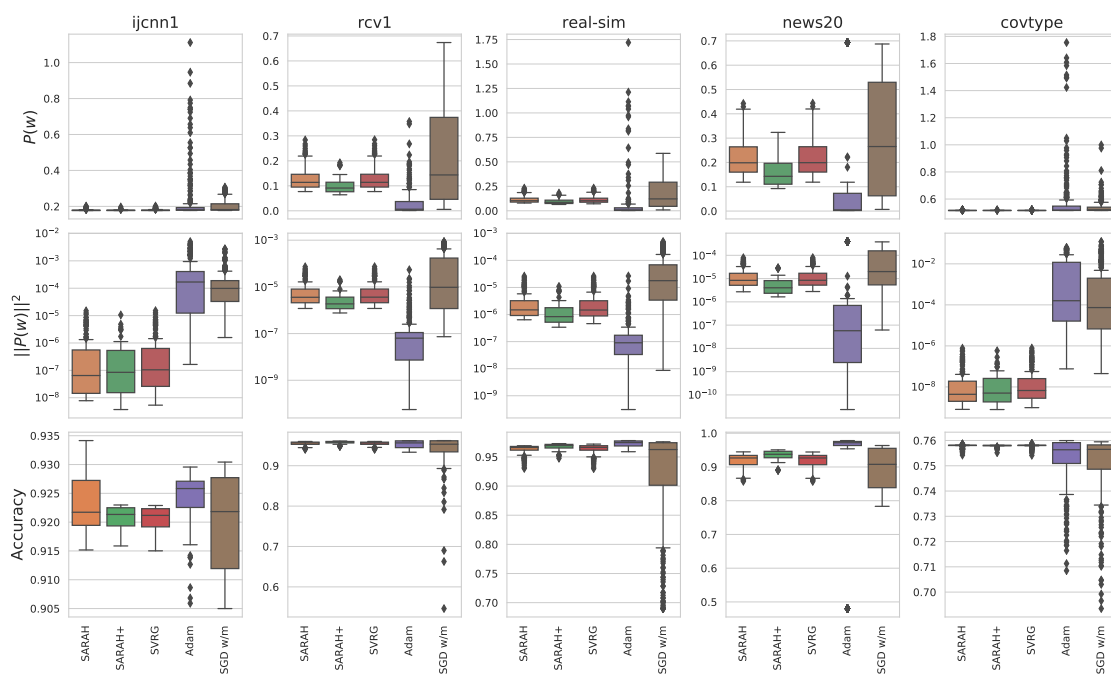 ijcnn1 rcv1 real-sim news20 covtype
P(w)
1.0 0.8 0.6 0.4 0.2
0.7 0.6 0.5 0.4 0.3 0.2 0.1 0.0
1.75 1.50 1.25 1.00 0.75 0.50 0.25 0.00
0.7 0.6 0.5 0.4 0.3 0.2 0.1 0.0
1.8 1.6 1.4 1.2 1.0 0.8 0.6
||P(w)||²
10⁻² 10⁻³ 10⁻⁴ 10⁻⁵ 10⁻⁶ 10⁻⁷ 10⁻⁸
10⁻³ 10⁻⁵ 10⁻⁷ 10⁻⁹
10⁻³ 10⁻⁴ 10⁻⁵ 10⁻⁶ 10⁻⁷ 10⁻⁸ 10⁻⁹
10⁻⁴ 10⁻⁵ 10⁻⁶ 10⁻⁷ 10⁻⁸ 10⁻⁹ 10⁻¹⁰
10⁻² 10⁻⁴ 10⁻⁶ 10⁻⁸
Accuracy
0.935 0.930 0.925 0.920 0.915 0.910 0.905
0.9 0.8 0.7 0.6
0.95 0.90 0.85 0.80 0.75 0.70
1.0 0.9 0.8 0.7 0.6 0.5
0.76 0.75 0.74 0.73 0.72 0.71 0.70
SARAH SARAH+ SVRG Adam SGD w/m
SARAH SARAH+ SVRG Adam SGD w/m
SARAH SARAH+ SVRG Adam SGD w/m
SARAH SARAH+ SVRG Adam SGD w/m
SARAH SARAH+ SVRG Adam SGD w/m